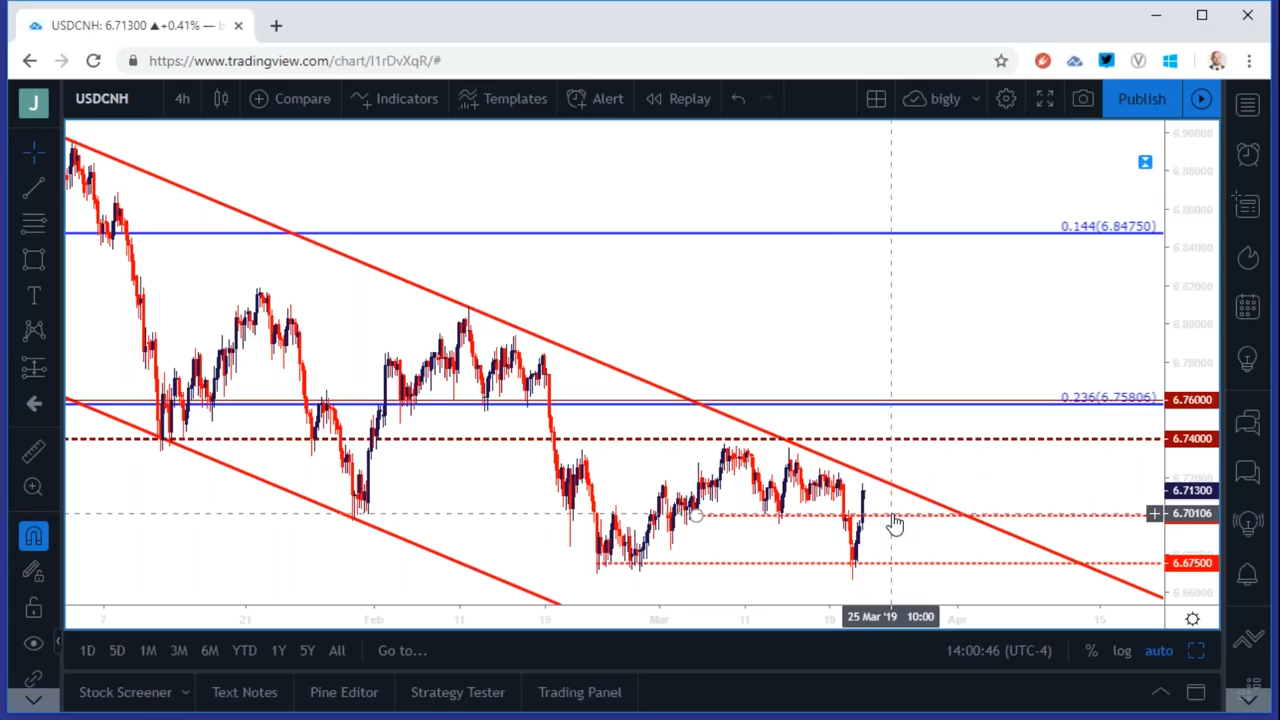 USDCNH: 6.71300 ▲+0.41% — b
https://www.tradingview.com/chart/I1rDvXqR/#
J USDCNH 4h Compare Indicators Templates Alert Replay bigly Publish
6.90000
6.88000
6.86000
0.144(6.84750)
6.84000
6.82000
6.80000
6.78000
0.236(6.75806)
6.76000
6.74000
6.72000
6.71300
6.70106
6.67500
6.66000
7 21 Feb 11 19 Mar 11 19 25 Mar '19 10:00 Apr 15
1D 5D 1M 3M 6M YTD 1Y 5Y All Go to... 14:00:46 (UTC-4) % log auto
Stock Screener Text Notes Pine Editor Strategy Tester Trading Panel